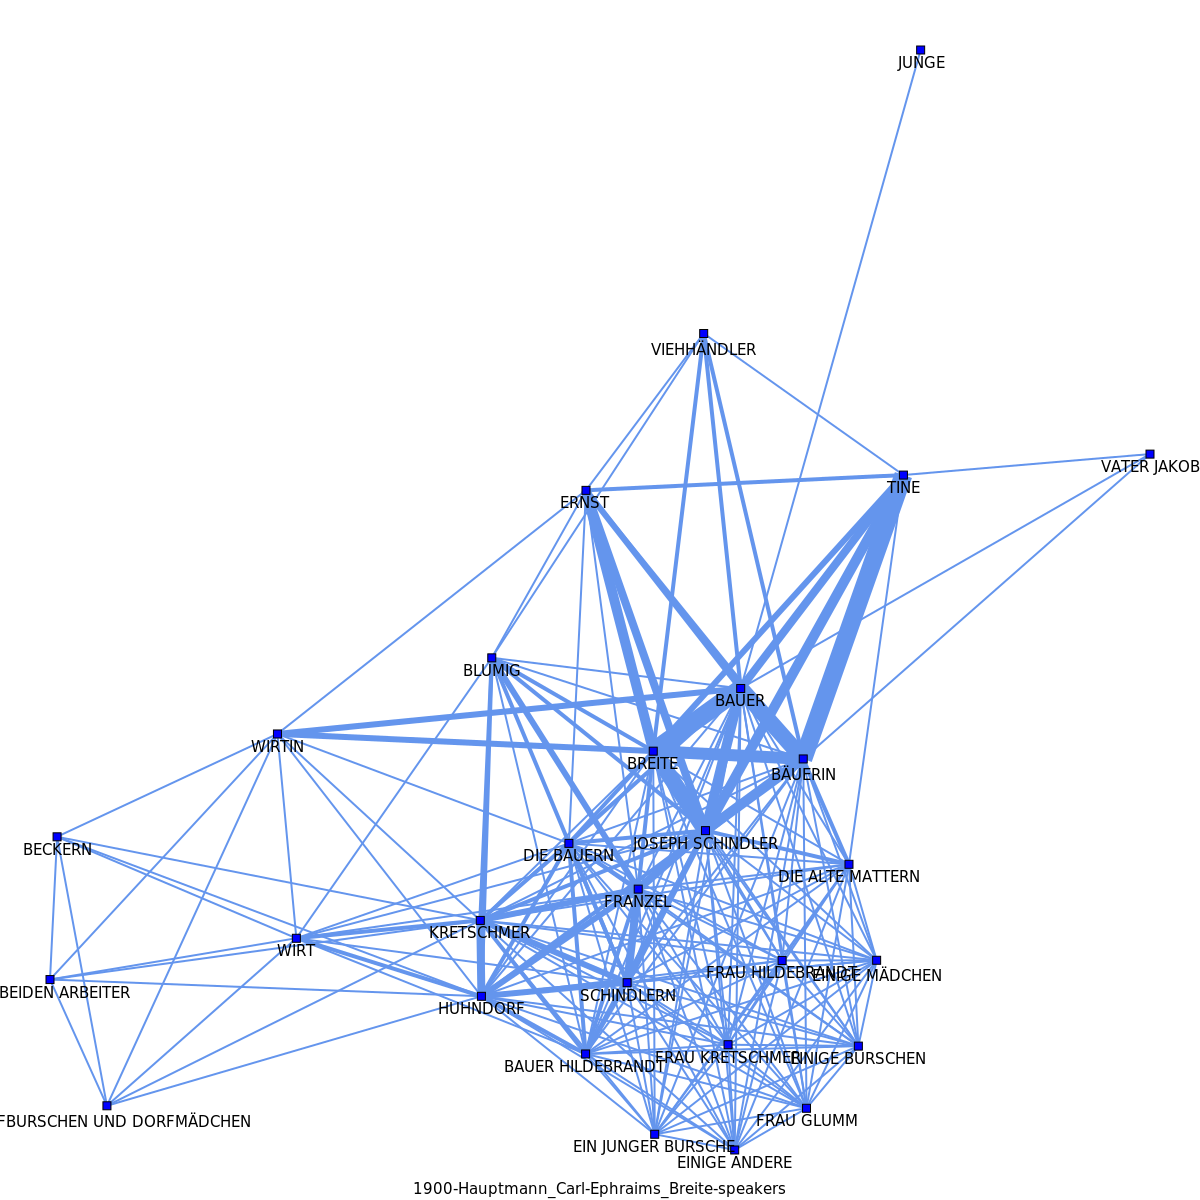 JUNGE
VIEHHÄNDLER
VATER JAKOB
TINE
ERNST
BLUMIG
BAUER
WIRTIN
BREITE
BÄUERIN
JOSEPH SCHINDLER
BECKERN
DIE BAUERN
DIE ALTE MATTERN
FRANZEL
KRETSCHMER
WIRT
FRAU HILDEBRANDT
EINIGE MÄDCHEN
BEIDEN ARBEITER
SCHINDLERN
HUHNDORF
FRAU KRETSCHMER
EINIGE BURSCHEN
BAUER HILDEBRANDT
FBURSCHEN UND DORFMÄDCHEN
FRAU GLUMM
EIN JUNGER BURSCHE
EINIGE ANDERE
1900-Hauptmann_Carl-Ephraims_Breite-speakers